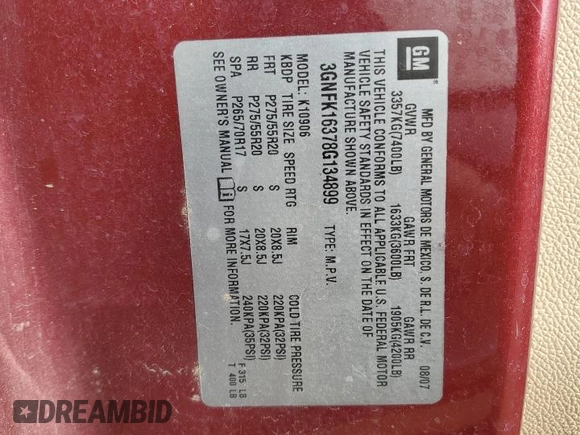 GM
MFD BY GENERAL MOTORS DE MEXICO, S. DE R.L. DE C.V. 08/07
GVWR GAWR FRT GAWR RR
3357KG(7400LB) 1633KG(3600LB) 1905KG(4200LB)
THIS VEHICLE CONFORMS TO ALL APPLICABLE U.S. FEDERAL MOTOR
VEHICLE SAFETY STANDARDS IN EFFECT ON THE DATE OF
MANUFACTURE SHOWN ABOVE.
3GNFK16378G134899 TYPE: M.P.V.
MODEL: K10906
KBDP TIRE SIZE SPEED RTG RIM COLD TIRE PRESSURE
FRT P275/55R20 S 20X8.5J 220KPA(32PSI)
RR P275/55R20 S 20X8.5J 220KPA(32PSI)
SPA P265/70R17 S 17X7.5J 240KPA(35PSI)
SEE OWNER'S MANUAL FOR MORE INFORMATION.
F 315 LB
T 400 LB
DREAMBID